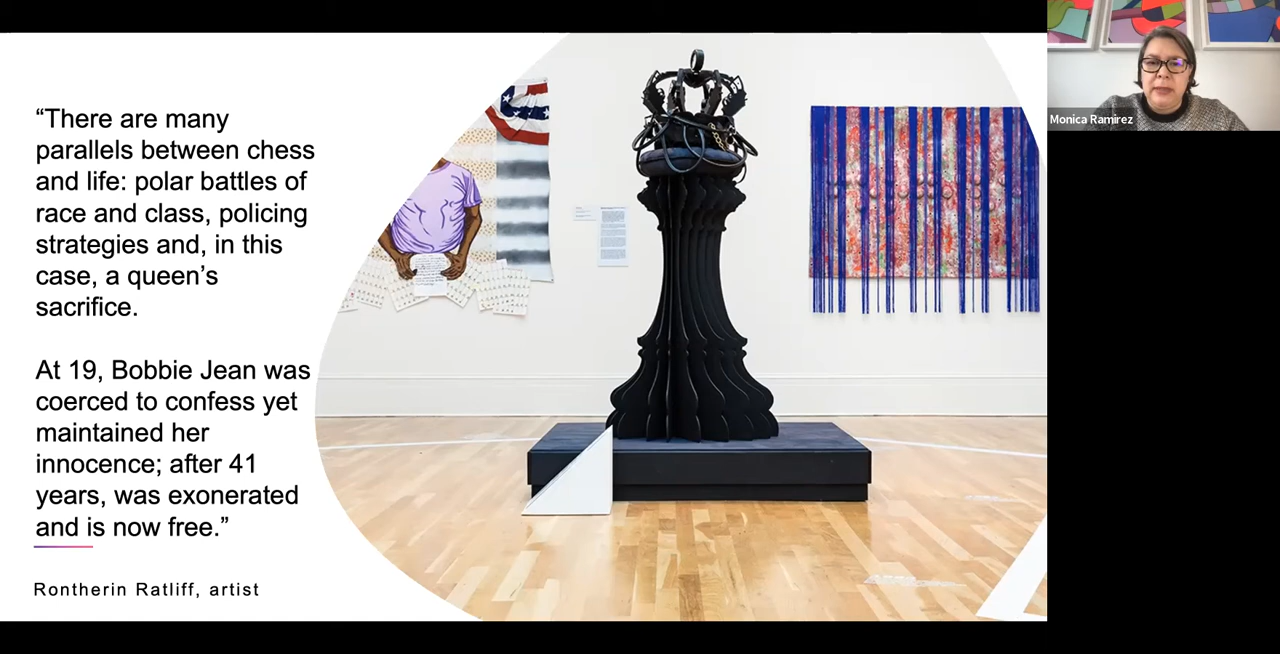 “There are many
parallels between chess
and life: polar battles of
race and class, policing
strategies and, in this
case, a queen’s
sacrifice.
At 19, Bobbie Jean was
coerced to confess yet
maintained her
innocence; after 41
years, was exonerated
and is now free.”
Rontherin Ratliff, artist
Monica Ramirez